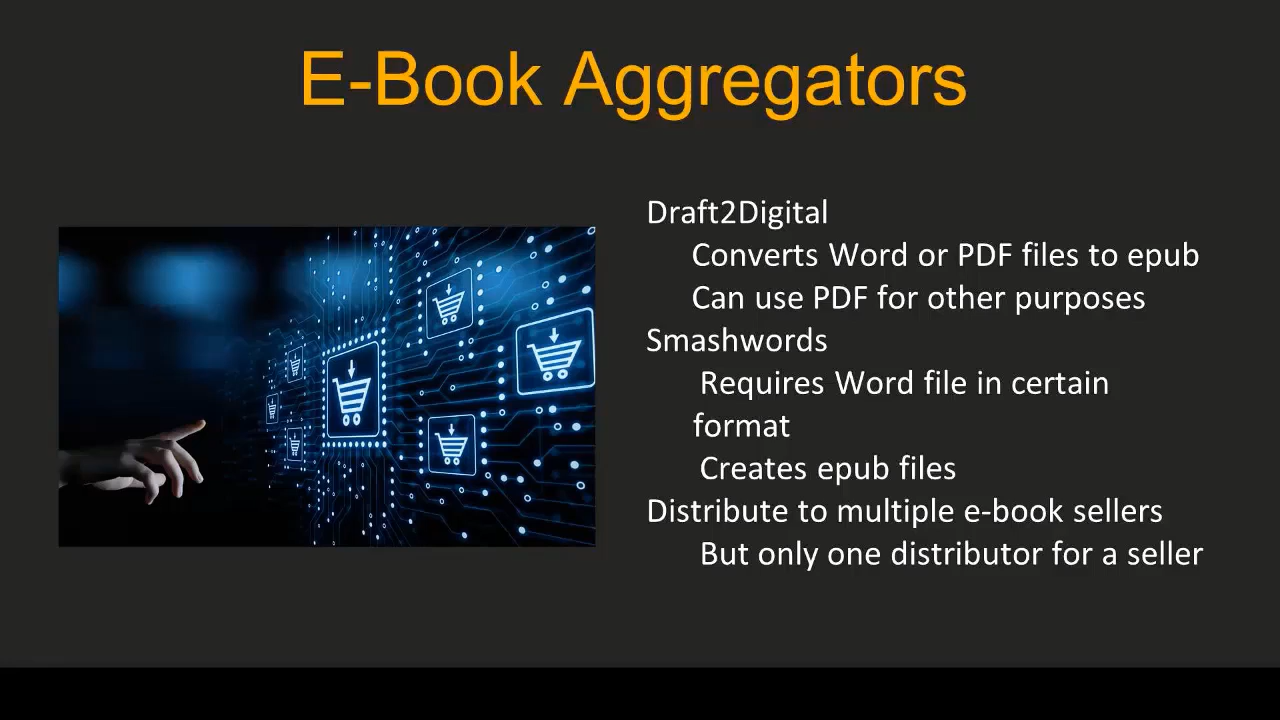 E-Book Aggregators
Draft2Digital
Converts Word or PDF files to epub
Can use PDF for other purposes
Smashwords
Requires Word file in certain
format
Creates epub files
Distribute to multiple e-book sellers
But only one distributor for a seller